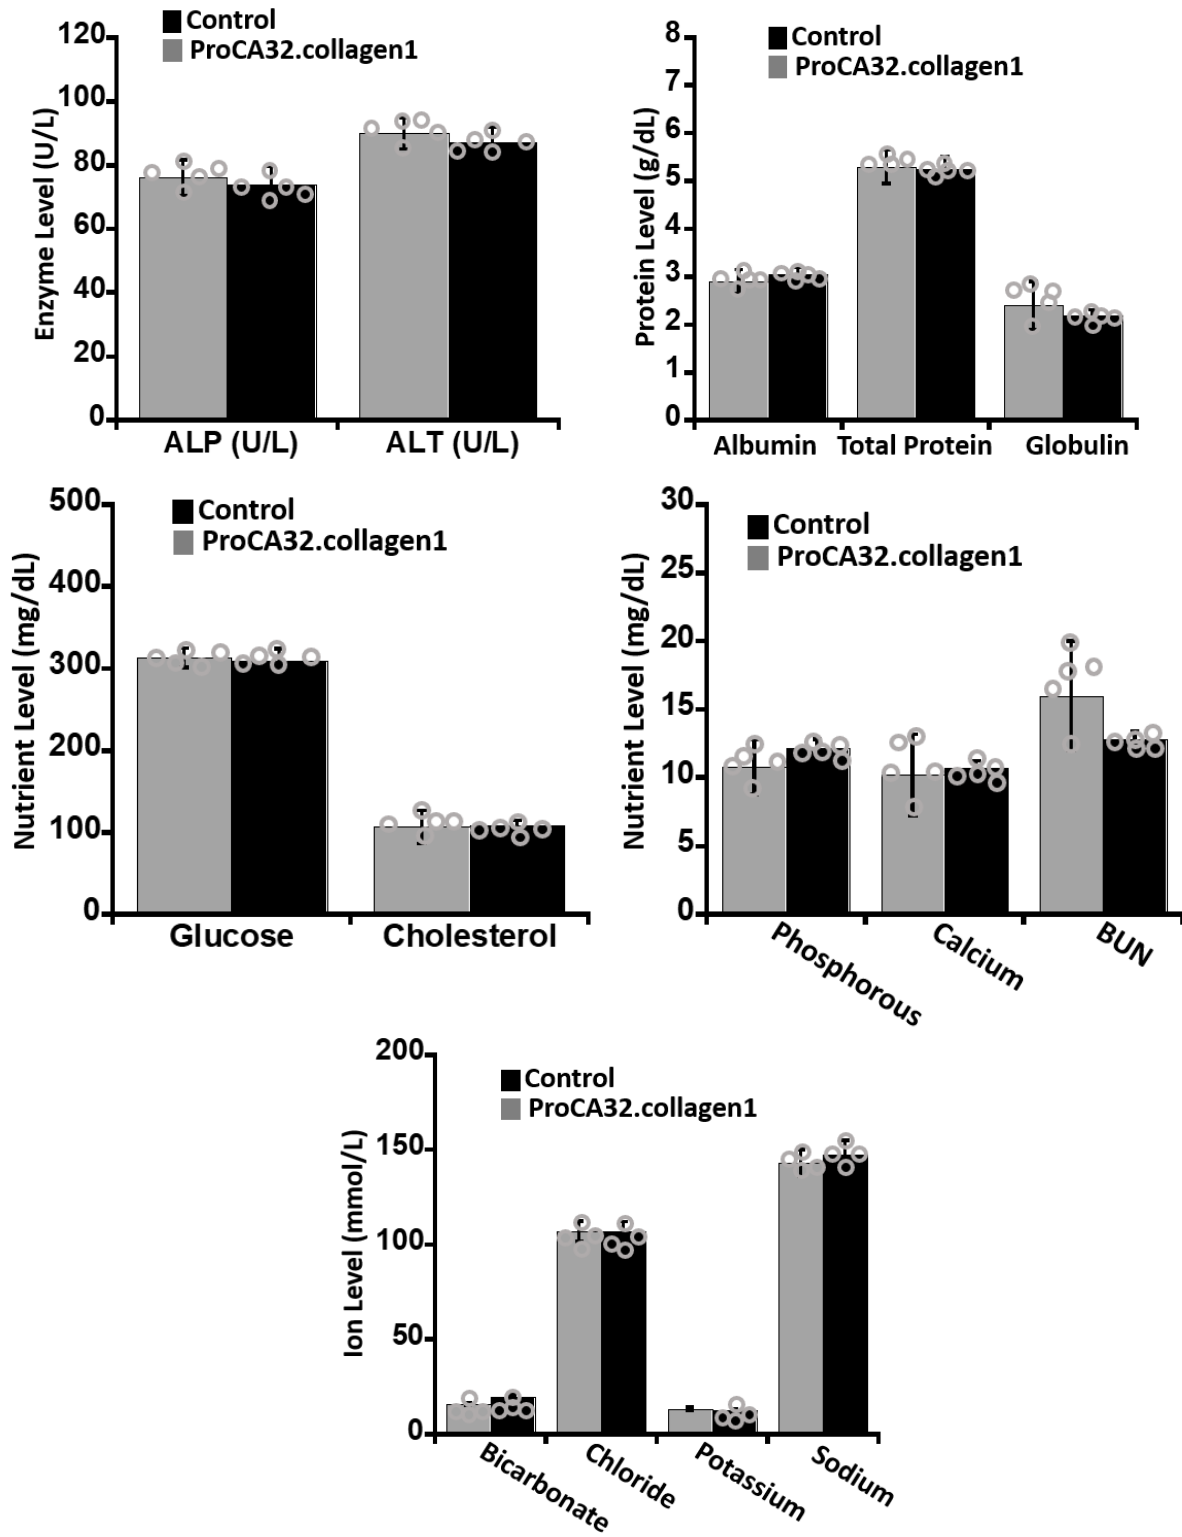 Control
ProCA32.collagen1
Enzyme Level (U/L)
120
100
80
60
40
20
0
ALP (U/L) ALT (U/L)
Control
ProCA32.collagen1
Protein Level (g/dL)
8
7
6
5
4
3
2
1
0
Albumin Total Protein Globulin
Control
ProCA32.collagen1
Nutrient Level (mg/dL)
500
400
300
200
100
0
Glucose Cholesterol
Control
ProCA32.collagen1
Nutrient Level (mg/dL)
30
25
20
15
10
5
0
Phosphorous
Calcium
BUN
Control
ProCA32.collagen1
Ion Level (mmol/L)
200
150
100
50
0
Bicarbonate
Chloride
Potassium
Sodium